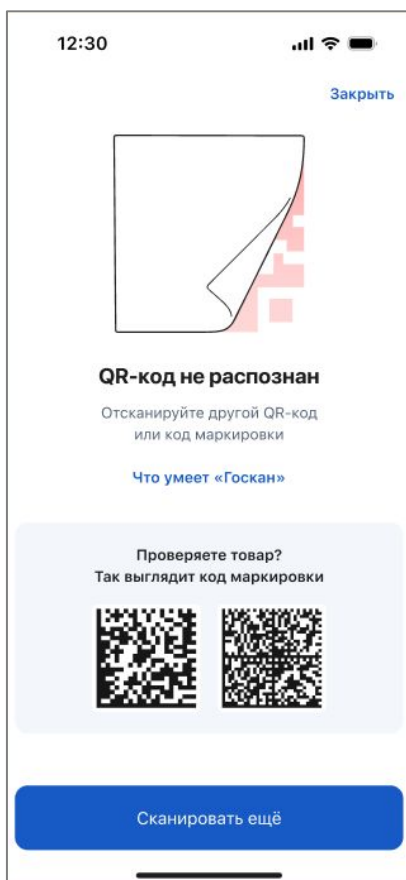 12:30
Закрыть
QR-код не распознан
Отсканируйте другой QR-код
или код маркировки
Что умеет «Госкан»
Проверяете товар?
Так выглядит код маркировки
Сканировать ещё